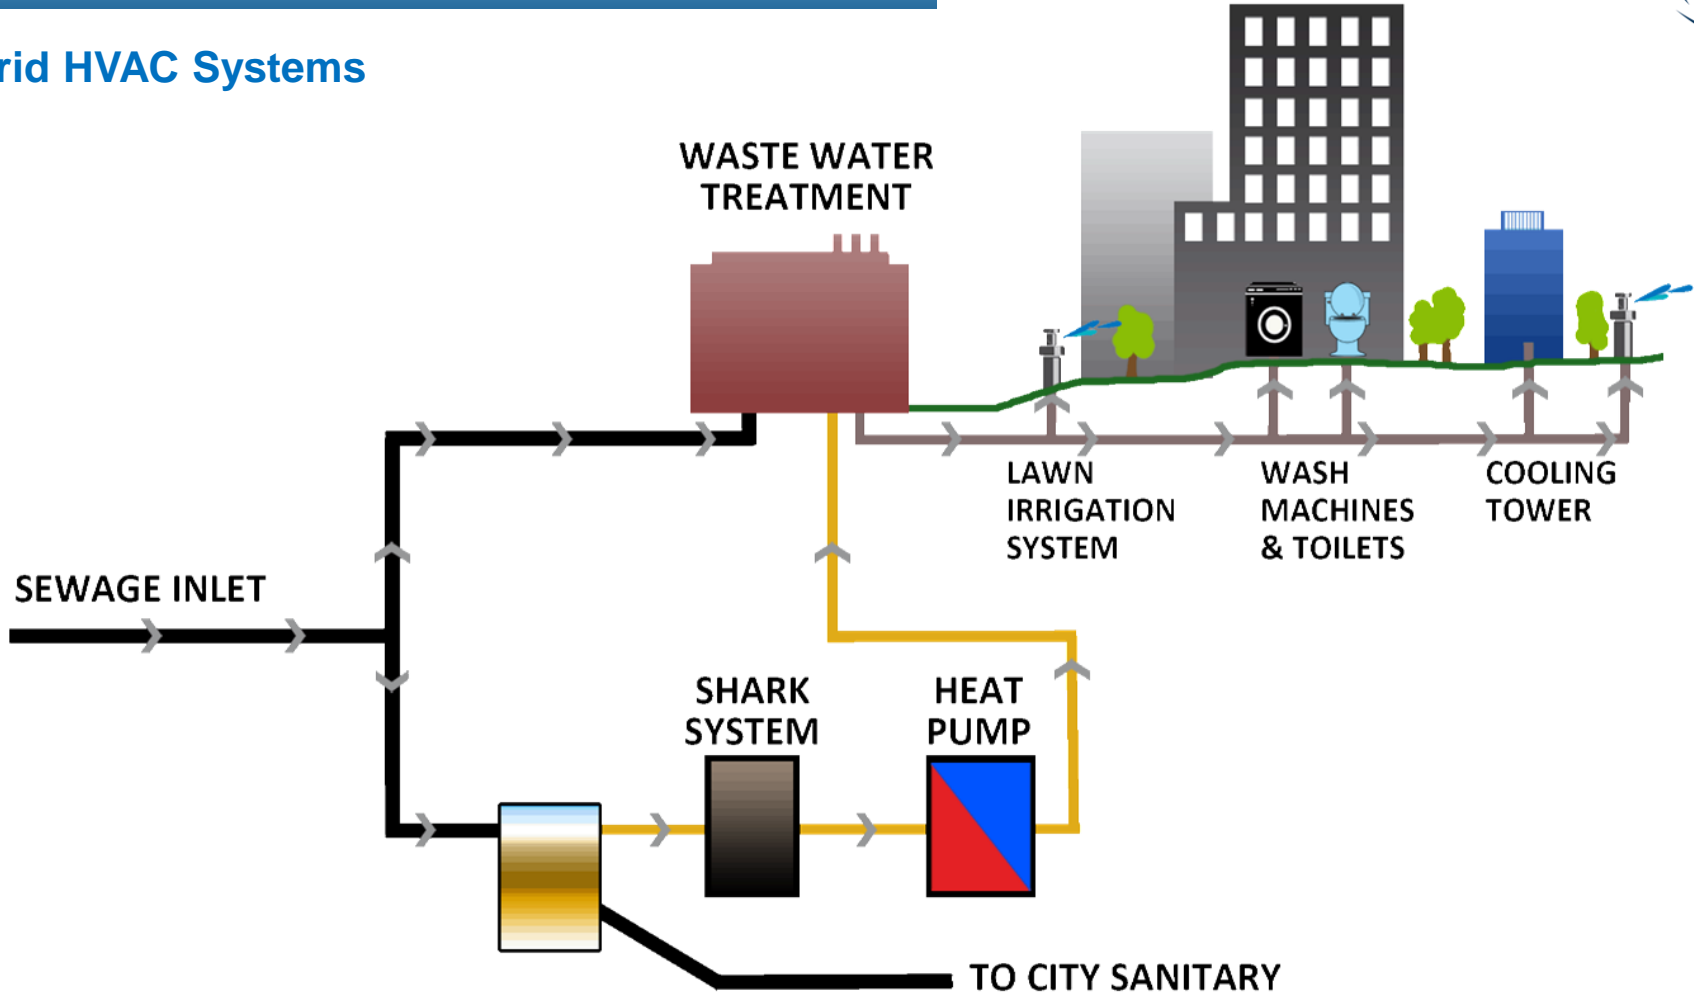 rid HVAC Systems
WASTE WATER
TREATMENT
LAWN
IRRIGATION
SYSTEM
WASH
MACHINES
& TOILETS
COOLING
TOWER
SEWAGE INLET
SHARK
SYSTEM
HEAT
PUMP
TO CITY SANITARY